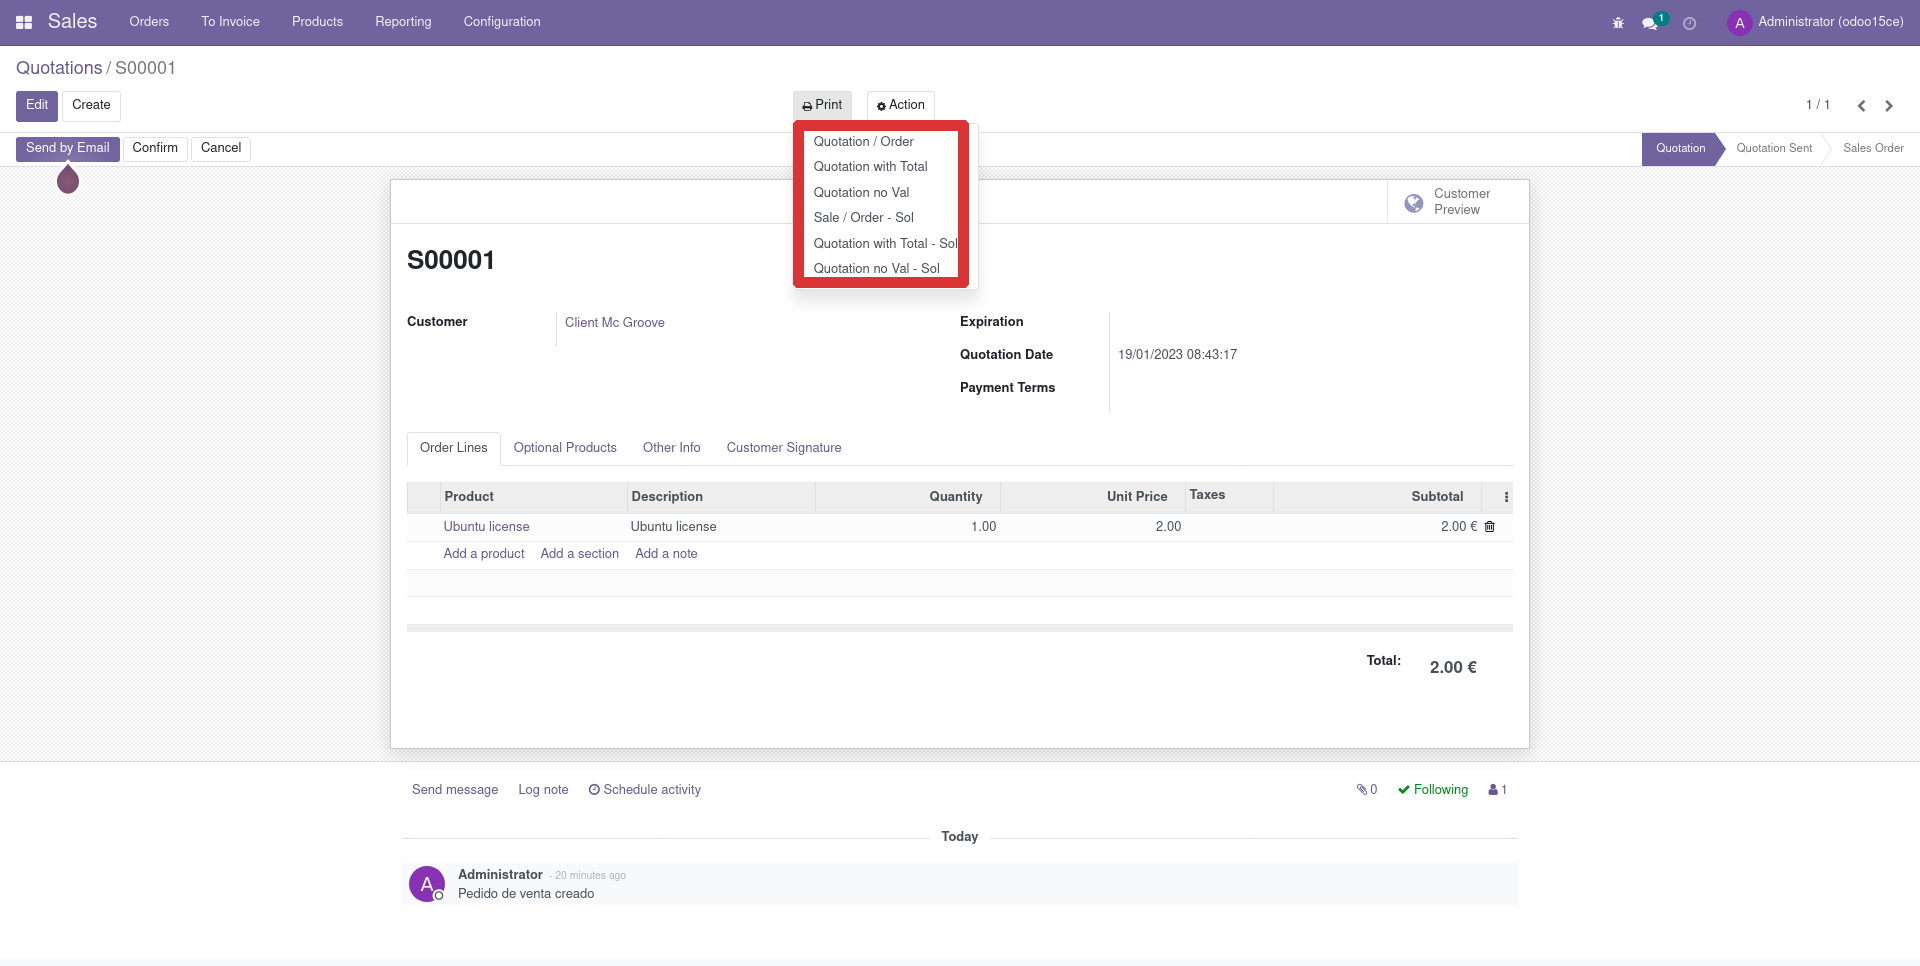 Sales Orders To Invoice Products Reporting Configuration 1 A Administrator (odoo15ce)
Quotations / S00001
Edit Create Print Action 1 / 1
Send by Email Confirm Cancel Quotation Quotation Sent Sales Order
Quotation / Order
Quotation with Total
Quotation no Val
Sale / Order - Sol
Quotation with Total - Sol
Quotation no Val - Sol
Customer
Preview
S00001
Customer Client Mc Groove
Expiration
Quotation Date 19/01/2023 08:43:17
Payment Terms
Order Lines Optional Products Other Info Customer Signature
Product Description Quantity Unit Price Taxes Subtotal
Ubuntu license Ubuntu license 1.00 2.00 2.00 €
Add a product Add a section Add a note
Total: 2.00 €
Send message Log note Schedule activity 0 Following 1
Today
A Administrator - 20 minutes ago
Pedido de venta creado